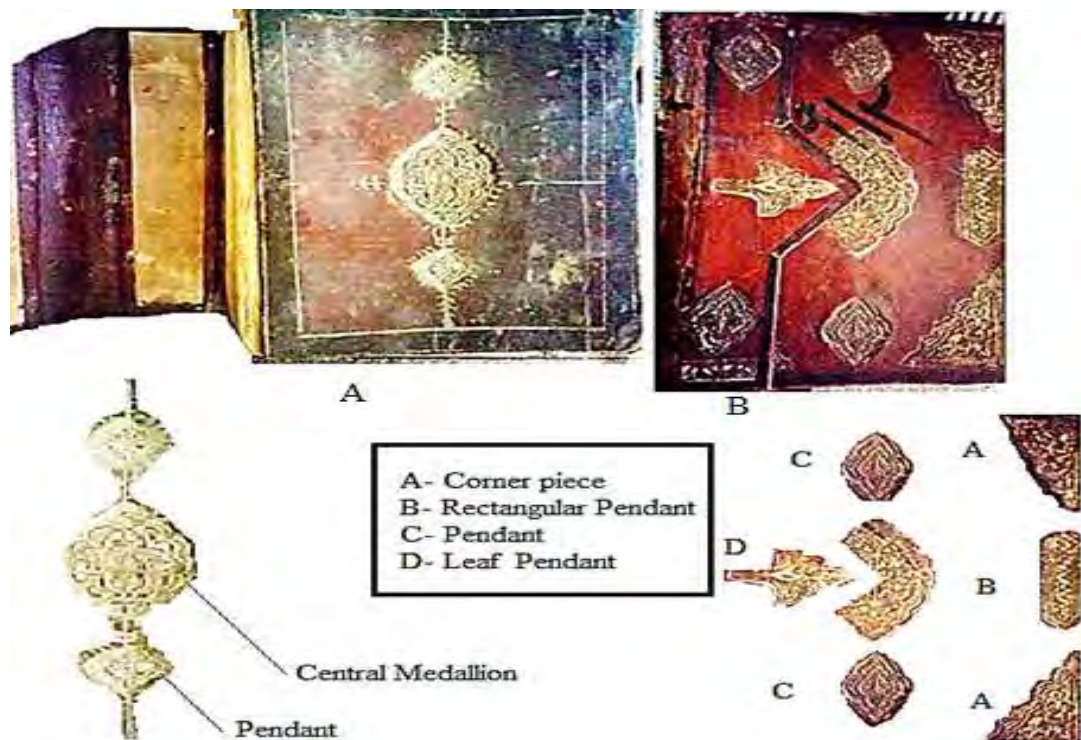 A
B
A- Corner piece
B- Rectangular Pendant
C- Pendant
D- Leaf Pendant
C
A
D
B
Central Medallion
C
A
Pendant